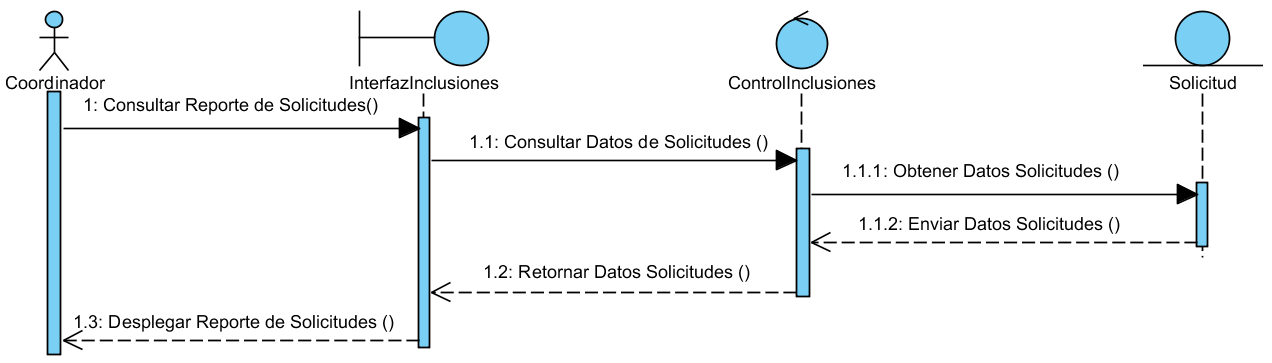 Coordinador
InterfazInclusiones
ControlInclusiones
Solicitud
1: Consultar Reporte de Solicitudes()
1.1: Consultar Datos de Solicitudes ()
1.1.1: Obtener Datos Solicitudes ()
1.1.2: Enviar Datos Solicitudes ()
1.2: Retornar Datos Solicitudes ()
1.3: Desplegar Reporte de Solicitudes ()